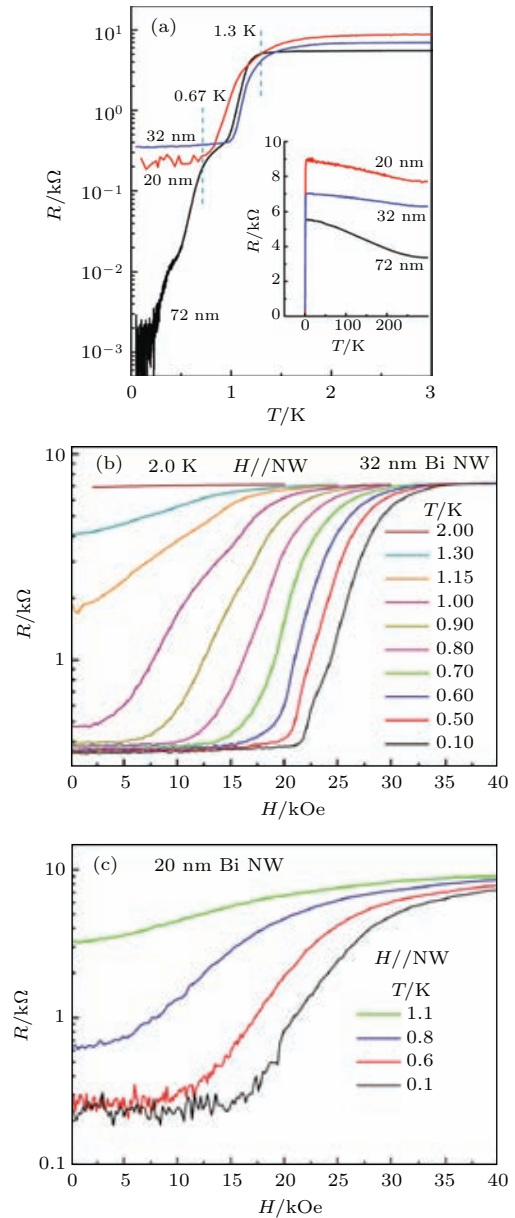 (a)
1.3 K
0.67 K
32 nm
20 nm
72 nm
10¹
10⁰
10⁻¹
10⁻²
10⁻³
R/kΩ
0
1
2
3
T/K
10
8
6
4
2
0
R/kΩ
20 nm
32 nm
72 nm
0
100
200
T/K
(b) 2.0 K H//NW 32 nm Bi NW
10
1
R/kΩ
T/K
2.00
1.30
1.15
1.00
0.90
0.80
0.70
0.60
0.50
0.10
0 5 10 15 20 25 30 35 40
H/kOe
(c) 20 nm Bi NW
10
1
0.1
R/kΩ
H//NW
T/K
1.1
0.8
0.6
0.1
0 5 10 15 20 25 30 35 40
H/kOe